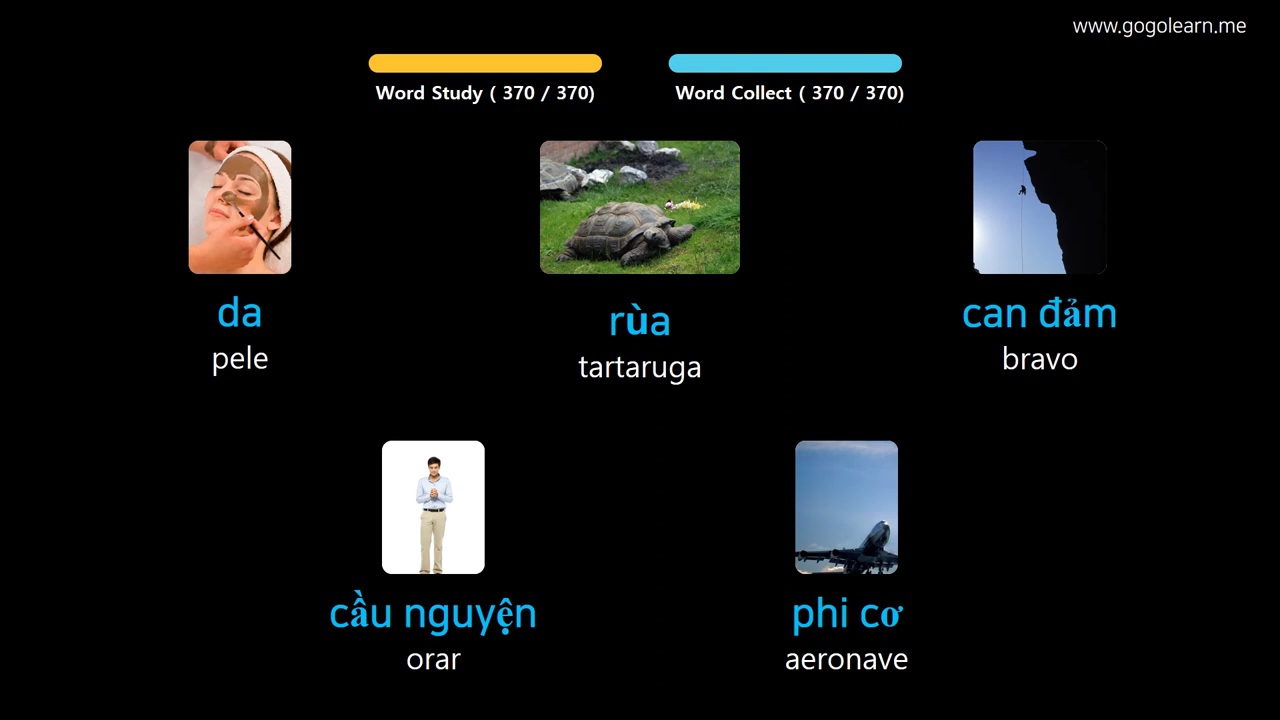 www.gogolearn.me
Word Study ( 370 / 370)
Word Collect ( 370 / 370)
da
pele
rùa
tartaruga
can đảm
bravo
cầu nguyện
orar
phi cơ
aeronave